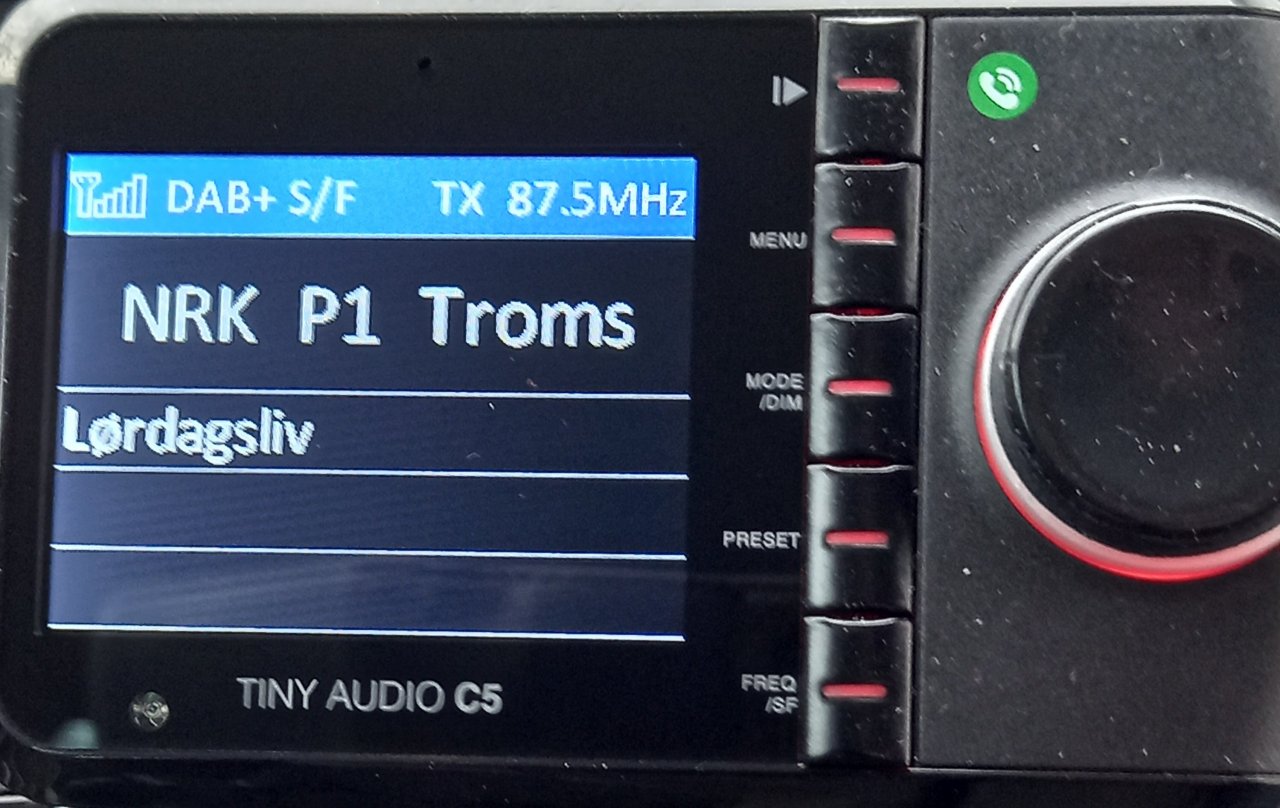 DAB+ S/F TX 87.5MHz
NRK P1 Troms
Lørdagsliv
TINY AUDIO C5
MENU
MODE
/DIM
PRESET
FREQ
/SF